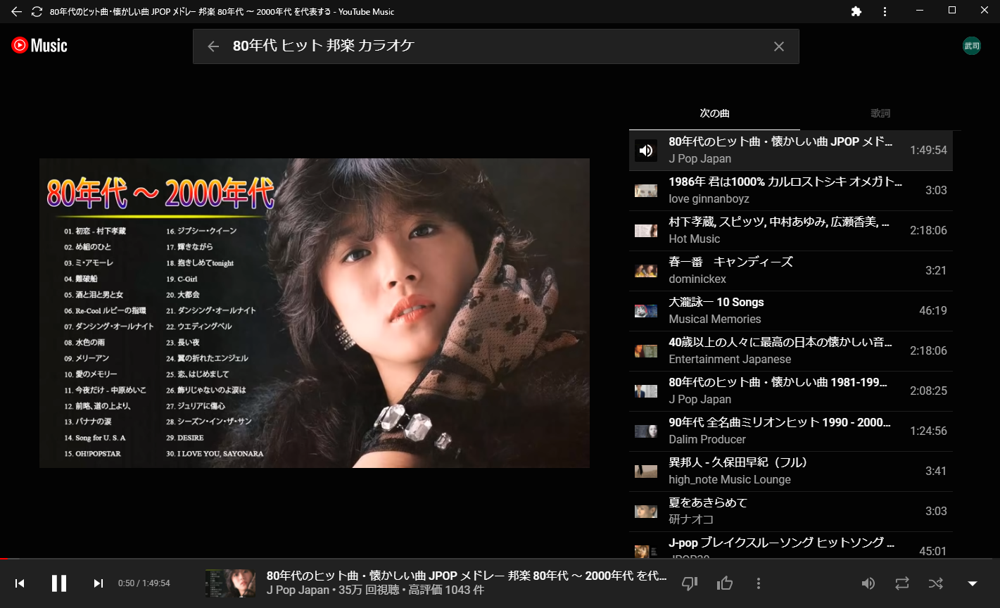 80年代のヒット曲・懐かしい曲 JPOP メドレー 邦楽 80年代 ～ 2000年代 を代表する - YouTube Music
Music
80年代 ヒット 邦楽 カラオケ
武司
次の曲
歌詞
80年代 ～ 2000年代
01. 初恋 - 村下孝蔵
02. め組のひと
03. ミ・アモーレ
04. 難破船
05. 酒と泪と男と女
06. Re-Cool ルビーの指環
07. ダンシング・オールナイト
08. 水色の雨
09. メリーアン
10. 愛のメモリー
11. 今夜だけ - 中原めいこ
12. 前略、道の上より、
13. バナナの涙
14. Song for U. S. A
15. OH!POPSTAR
16. ジプシー・クイーン
17. 輝きながら
18. 抱きしめてtonight
19. C-Girl
20. 大都会
21. ダンシング・オールナイト
22. ウエディングベル
23. 長い夜
24. 翼の折れたエンジェル
25. 恋、はじめまして
26. 飾りじゃないのよ涙は
27. ジュリアに傷心
28. シーズン・イン・ザ・サン
29. DESIRE
30. I LOVE YOU, SAYONARA
80年代のヒット曲・懐かしい曲 JPOP メド...
J Pop Japan
1:49:54
1986年 君は1000% カルロストシキ オメガト...
love ginnanboyz
3:03
村下孝蔵, スピッツ, 中村あゆみ, 広瀬香美, ...
Hot Music
2:18:06
春一番　キャンディーズ
dominickex
3:21
大瀧詠一 10 Songs
Musical Memories
46:19
40歳以上の人々に最高の日本の懐かしい音...
Entertainment Japanese
2:18:06
80年代のヒット曲・懐かしい曲 1981-199...
J Pop Japan
2:08:25
90年代 全名曲ミリオンヒット 1990 - 2000...
Dalim Producer
1:24:56
異邦人 - 久保田早紀（フル）
high_note Music Lounge
3:41
夏をあきらめて
研ナオコ
3:03
J-pop ブレイクスルーソング ヒットソング ...
45:01
0:50 / 1:49:54
80年代のヒット曲・懐かしい曲 JPOP メドレー 邦楽 80年代 ～ 2000年代 を代...
J Pop Japan • 35万 回視聴 • 高評価 1043 件